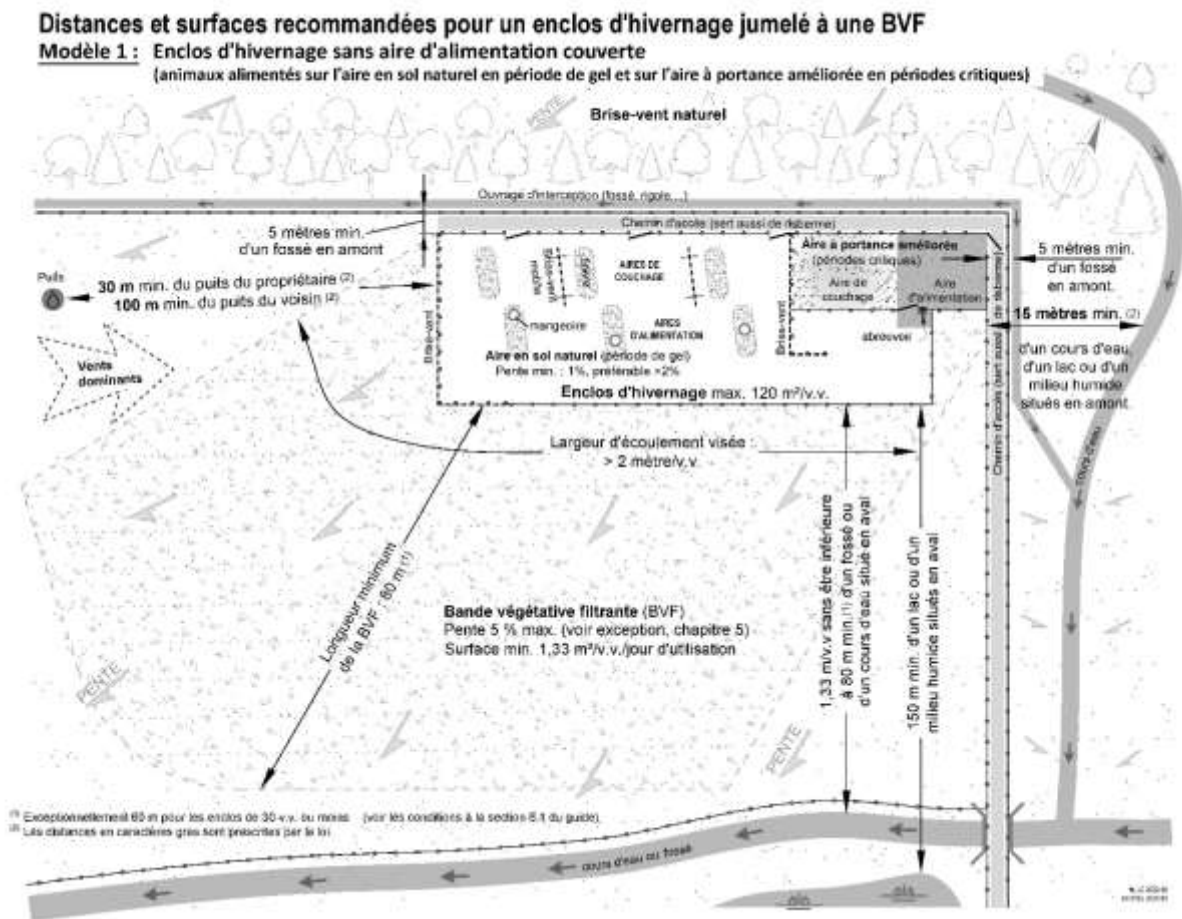 Distances et surfaces recommandées pour un enclos d'hivernage jumelé à une BVF
Modèle 1 : Enclos d'hivernage sans aire d'alimentation couverte
(animaux alimentés sur l'aire en sol naturel en période de gel et sur l'aire à portance améliorée en périodes critiques)
PENTE
PENTE
Brise-vent naturel
Ouvrage d'interception (fossé, rigole...)
Chemin d'accès (sert aussi de risberme)
5 mètres min.
d'un fossé en amont
Puits
30 m min. du puits du propriétaire (2)
100 m min. du puits du voisin (2)
Vents
dominants
Brise-vent
Brise-vent
mobile
AIRES DE
COUCHAGE
mangeoire
AIRES
D'ALIMENTATION
Brise-vent
Aire à portance améliorée
(périodes critiques)
Aire de
couchage
Aire
d'alimentation
abreuvoir
Aire en sol naturel (période de gel)
Pente min. : 1%, préférable >2%
Enclos d'hivernage max. 120 m²/v.v.
5 mètres min.
d'un fossé
en amont.
15 mètres min. (2)
d'un cours d'eau,
d'un lac ou d'un
milieu humide
situés en amont.
Chemin d'accès (sert aussi de risberme)
Cours d'eau
Largeur d'écoulement visée :
> 2 mètre/v.v
Longueur minimum
de la BVF : 80 m (1)
Bande végétative filtrante (BVF)
Pente 5 % max. (voir exception, chapitre 5)
Surface min. 1,33 m²/v.v./jour d'utilisation
1,33 m/v.v sans être inférieure
à 80 m min.(1) d'un fossé ou
d'un cours d'eau situé en aval
150 m min. d'un lac ou d'un
milieu humide situés en aval
PENTE
PENTE
(1) Exceptionnellement 60 m pour les enclos de 30 v.v. ou moins (voir les conditions à la section 6.1 du guide)
(2) Les distances en caractères gras sont prescrites par la loi
cours d'eau ou fossé